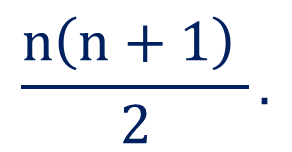 n(n + 1)
2 .